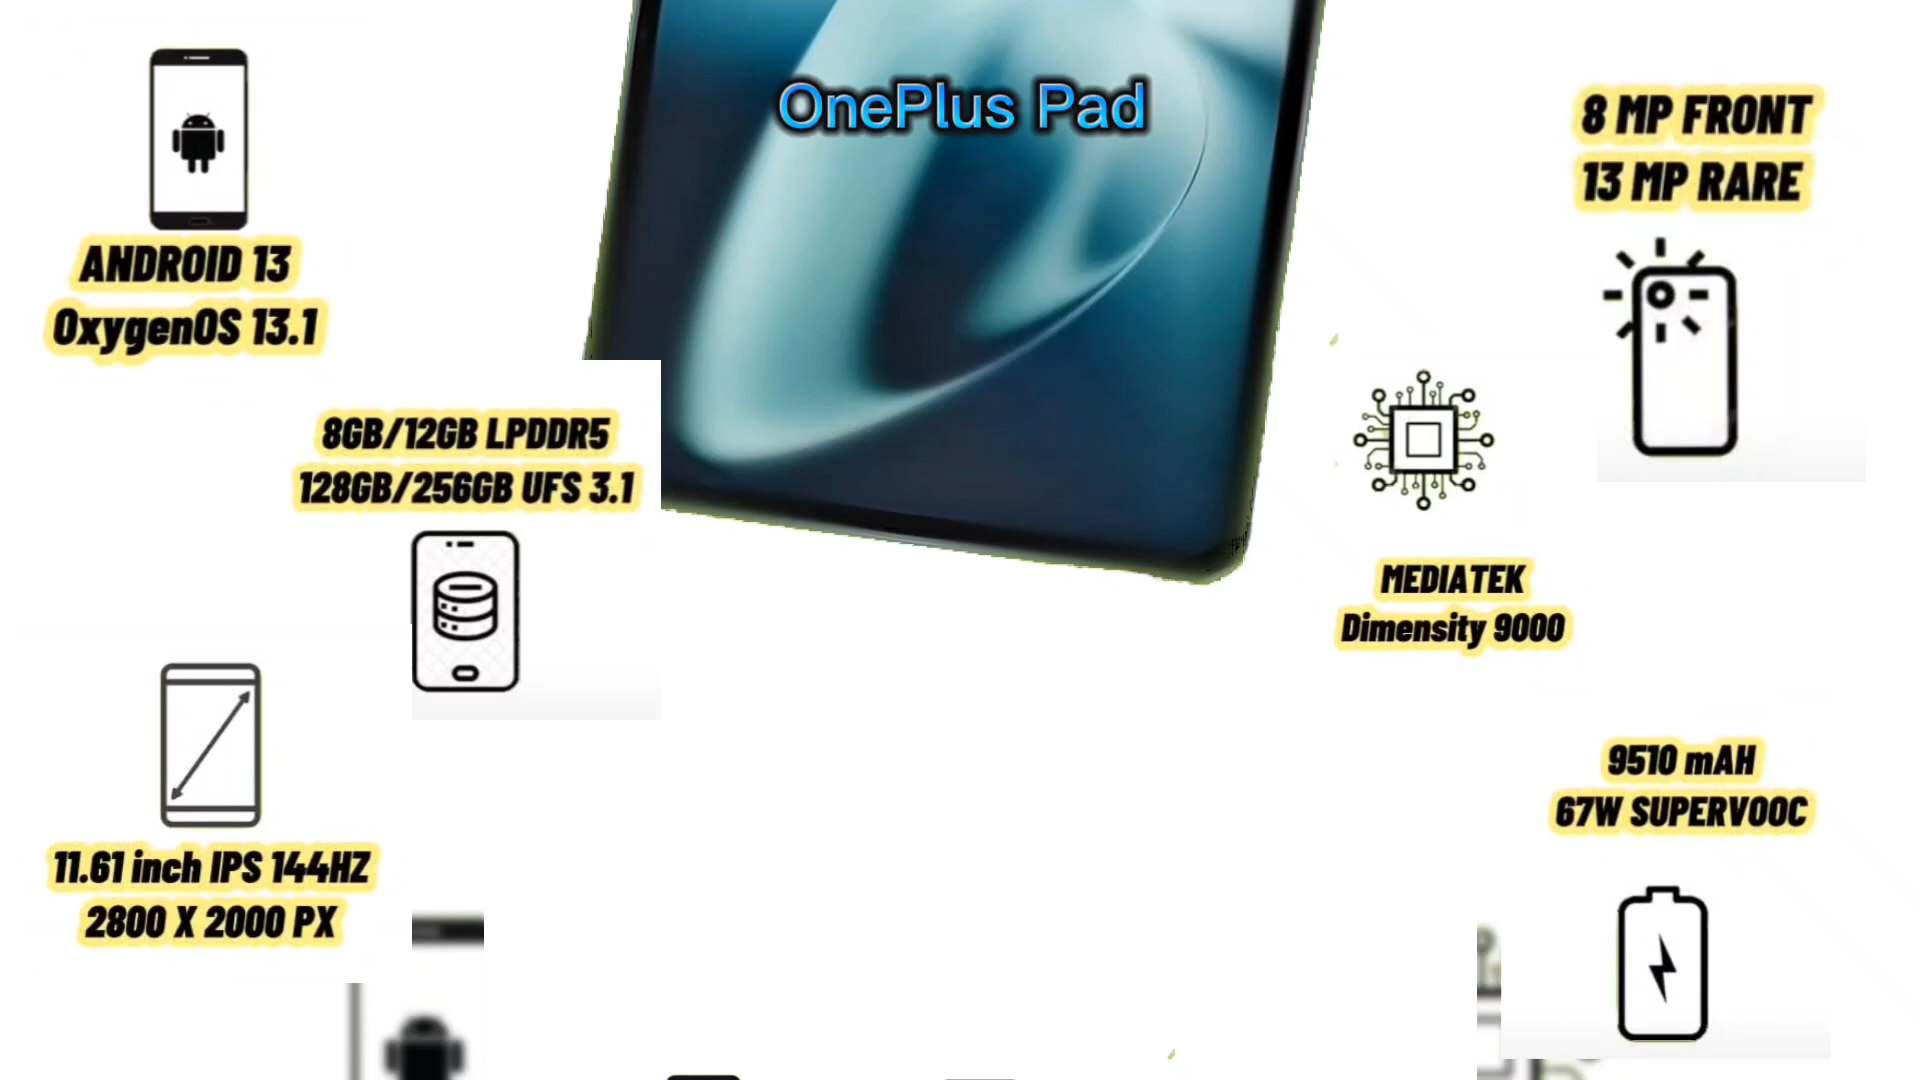 OnePlus Pad
ANDROID 13
OxygenOS 13.1
8GB/12GB LPDDR5
128GB/256GB UFS 3.1
11.61 inch IPS 144HZ
2800 X 2000 PX
8 MP FRONT
13 MP RARE
MEDIATEK
Dimensity 9000
9510 mAH
67W SUPERVOOC